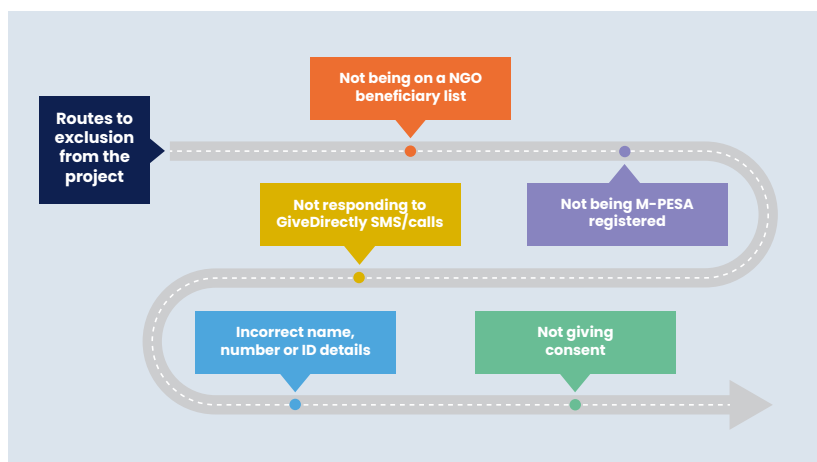 Routes to
exclusion
from the
project
Not being on a NGO
beneficiary list
Not being M-PESA
registered
Not responding to
GiveDirectly SMS/calls
Incorrect name,
number or ID details
Not giving
consent